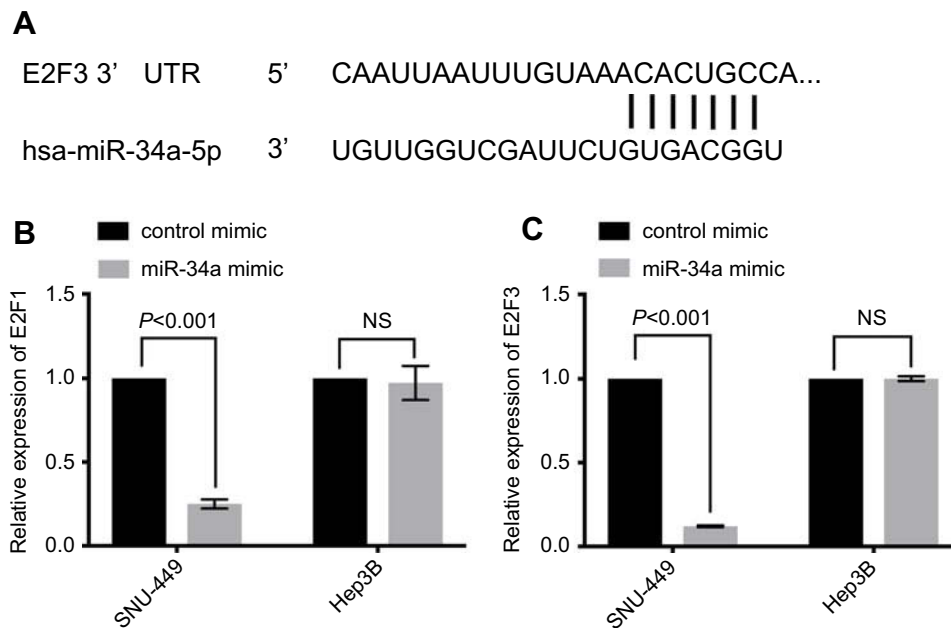 A
E2F3 3' UTR 5' CAAUUAAUUUGUAAACACUGCCA...
hsa-miR-34a-5p 3' UGUUGGUCGAUUCUGUGACGGU
B
control mimic
miR-34a mimic
Relative expression of E2F1
1.5
1.0
0.5
0.0
P<0.001
NS
SNU-449
Hep3B
C
control mimic
miR-34a mimic
Relative expression of E2F3
1.5
1.0
0.5
0.0
P<0.001
NS
SNU-449
Hep3B